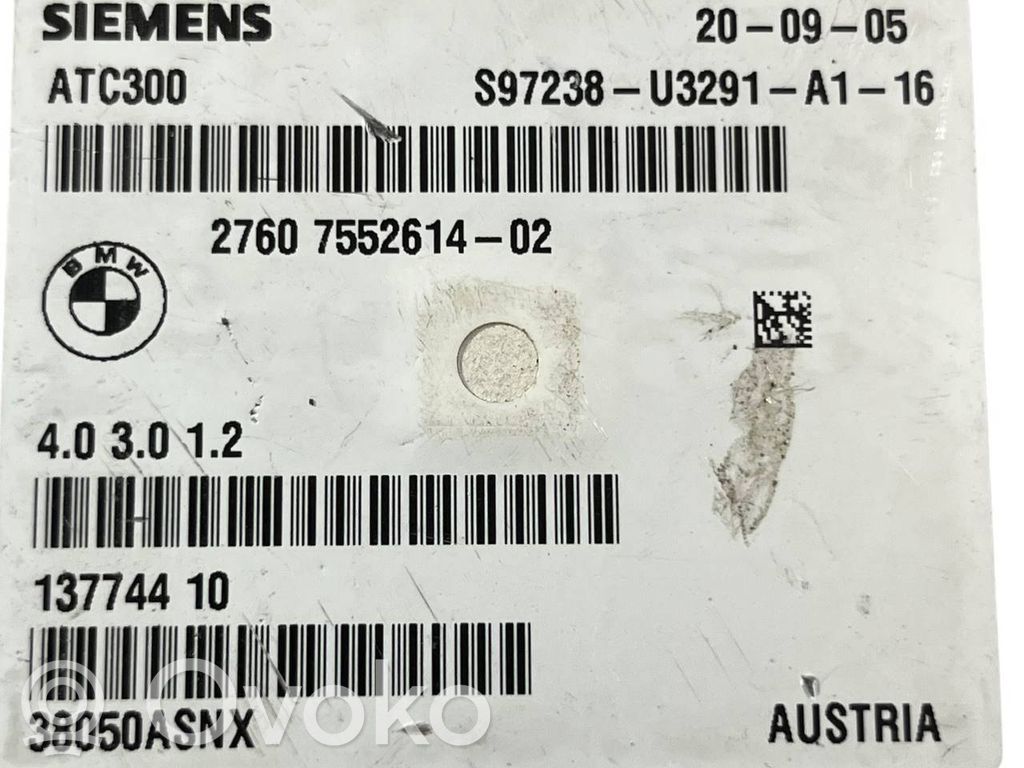 SIEMENS 20-09-05
ATC300 S97238-U3291-A1-16
2760 7552614-02
BMW
4.0 3.0 1.2
137744 10
38050ASNX AUSTRIA
Ovoko